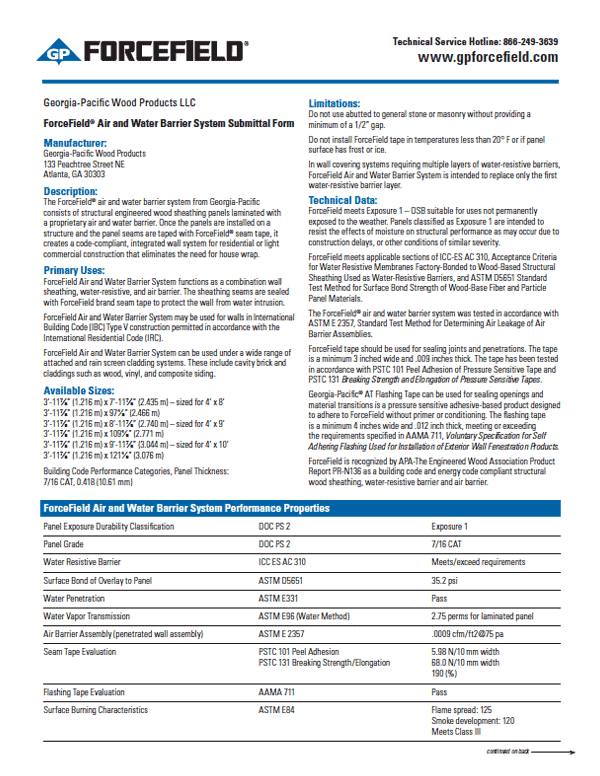 GP FORCEFIELD®
Technical Service Hotline: 866-249-3639
www.gpforcefield.com
Georgia-Pacific Wood Products LLC
ForceField® Air and Water Barrier System Submittal Form
Manufacturer:
Georgia-Pacific Wood Products
133 Peachtree Street NE
Atlanta, GA 30303
Description:
The ForceField® air and water barrier system from Georgia-Pacific
consists of structural engineered wood sheathing panels laminated with
a proprietary air and water barrier. Once the panels are installed on a
structure and the panel seams are taped with ForceField® seam tape, it
creates a code-compliant, integrated wall system for residential or light
commercial construction that eliminates the need for house wrap.
Primary Uses:
ForceField Air and Water Barrier System functions as a combination wall
sheathing, water-resistive, and air barrier. The sheathing seams are sealed
with ForceField brand seam tape to protect the wall from water intrusion.
ForceField Air and Water Barrier System may be used for walls in International
Building Code (IBC) Type V construction permitted in accordance with the
International Residential Code (IRC).
ForceField Air and Water Barrier System can be used under a wide range of
attached and rain screen cladding systems. These include cavity brick and
claddings such as wood, vinyl, and composite siding.
Available Sizes:
3'-11⅞" (1.216 m) x 7'-11⅞" (2.435 m) – sized for 4' x 8'
3'-11⅞" (1.216 m) x 97⅛" (2.466 m)
3'-11⅞" (1.216 m) x 8'-11⅞" (2.740 m) – sized for 4' x 9'
3'-11⅞" (1.216 m) x 109⅛" (2.771 m)
3'-11⅞" (1.216 m) x 9'-11⅞" (3.044 m) – sized for 4' x 10'
3'-11⅞" (1.216 m) x 121⅛" (3.076 m)
Building Code Performance Categories, Panel Thickness:
7/16 CAT, 0.418 (10.61 mm)
Limitations:
Do not use abutted to general stone or masonry without providing a
minimum of a 1/2" gap.
Do not install ForceField tape in temperatures less than 20° F or if panel
surface has frost or ice.
In wall covering systems requiring multiple layers of water-resistive barriers,
ForceField Air and Water Barrier System is intended to replace only the first
water-resistive barrier layer.
Technical Data:
ForceField meets Exposure 1 – OSB suitable for uses not permanently
exposed to the weather. Panels classified as Exposure 1 are intended to
resist the effects of moisture on structural performance as may occur due to
construction delays, or other conditions of similar severity.
ForceField meets applicable sections of ICC-ES AC 310, Acceptance Criteria
for Water Resistive Membranes Factory-Bonded to Wood-Based Structural
Sheathing Used as Water-Resistive Barriers, and ASTM D5651 Standard
Test Method for Surface Bond Strength of Wood-Base Fiber and Particle
Panel Materials.
The ForceField® air and water barrier system was tested in accordance with
ASTM E 2357, Standard Test Method for Determining Air Leakage of Air
Barrier Assemblies.
ForceField tape should be used for sealing joints and penetrations. The tape
is a minimum 3 inched wide and .009 inches thick. The tape has been tested
in accordance with PSTC 101 Peel Adhesion of Pressure Sensitive Tape and
PSTC 131 Breaking Strength and Elongation of Pressure Sensitive Tapes.
Georgia-Pacific® AT Flashing Tape can be used for sealing openings and
material transitions is a pressure sensitive adhesive-based product designed
to adhere to ForceField without primer or conditioning. The flashing tape
is a minimum 4 inches wide and .012 inch thick, meeting or exceeding
the requirements specified in AAMA 711, Voluntary Specification for Self
Adhering Flashing Used for Installation of Exterior Wall Fenestration Products.
ForceField is recognized by APA-The Engineered Wood Association Product
Report PR-N136 as a building code and energy code compliant structural
wood sheathing, water-resistive barrier and air barrier.
ForceField Air and Water Barrier System Performance Properties
Panel Exposure Durability Classification DOC PS 2 Exposure 1
Panel Grade DOC PS 2 7/16 CAT
Water Resistive Barrier ICC ES AC 310 Meets/exceed requirements
Surface Bond of Overlay to Panel ASTM D5651 35.2 psi
Water Penetration ASTM E331 Pass
Water Vapor Transmission ASTM E96 (Water Method) 2.75 perms for laminated panel
Air Barrier Assembly (penetrated wall assembly) ASTM E 2357 .0009 cfm/ft2@75 pa
Seam Tape Evaluation PSTC 101 Peel Adhesion 5.98 N/10 mm width
PSTC 131 Breaking Strength/Elongation 68.0 N/10 mm width
190 (%)
Flashing Tape Evaluation AAMA 711 Pass
Surface Burning Characteristics ASTM E84 Flame spread: 125
Smoke development: 120
Meets Class III
continued on back